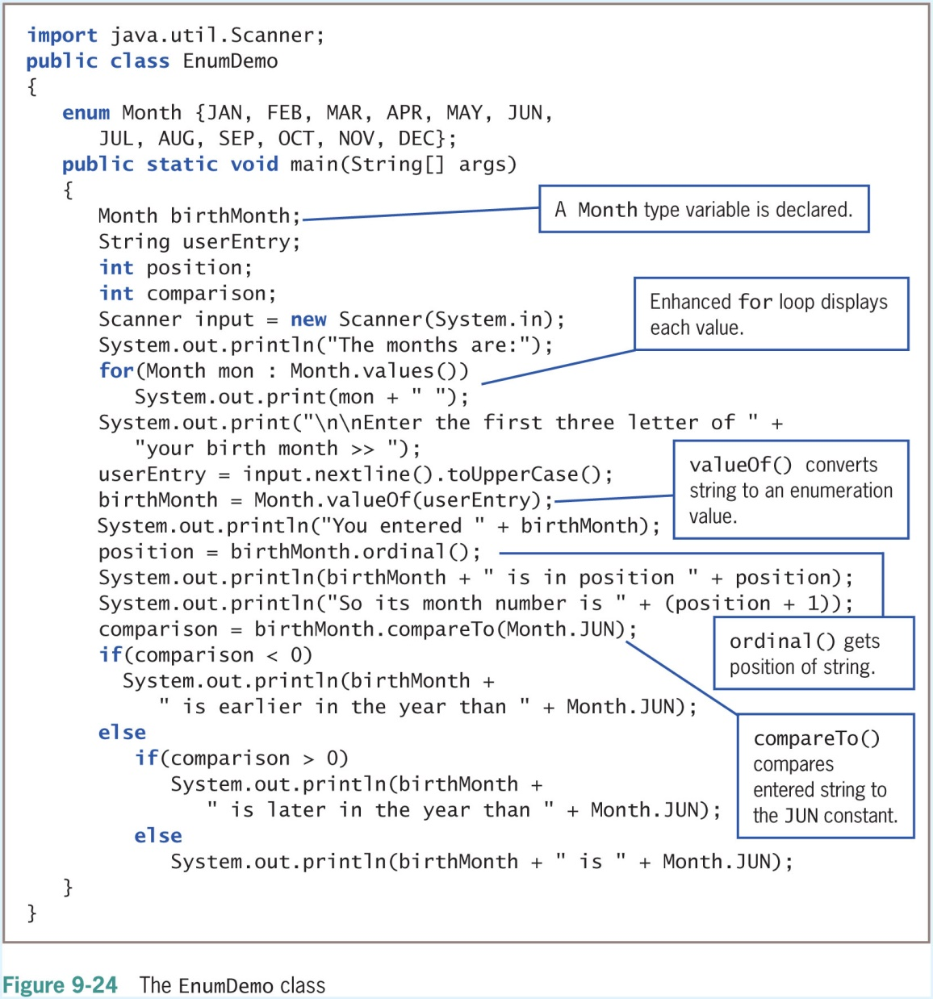 import java.util.Scanner;
public class EnumDemo
{
enum Month {JAN, FEB, MAR, APR, MAY, JUN,
JUL, AUG, SEP, OCT, NOV, DEC};
public static void main(String[] args)
{
Month birthMonth;
A Month type variable is declared.
String userEntry;
int position;
int comparison;
Scanner input = new Scanner(System.in);
System.out.println("The months are:");
Enhanced for loop displays
each value.
for(Month mon : Month.values())
System.out.print(mon + " ");
System.out.print("\n\nEnter the first three letter of " +
"your birth month >> ");
userEntry = input.nextline().toUpperCase();
birthMonth = Month.valueOf(userEntry);
valueOf() converts
string to an enumeration
value.
System.out.println("You entered " + birthMonth);
position = birthMonth.ordinal();
System.out.println(birthMonth + " is in position " + position);
System.out.println("So its month number is " + (position + 1));
comparison = birthMonth.compareTo(Month.JUN);
ordinal() gets
position of string.
if(comparison < 0)
System.out.println(birthMonth +
" is earlier in the year than " + Month.JUN);
else
compareTo()
compares
entered string to
the JUN constant.
if(comparison > 0)
System.out.println(birthMonth +
" is later in the year than " + Month.JUN);
else
System.out.println(birthMonth + " is " + Month.JUN);
}
}
Figure 9-24 The EnumDemo class